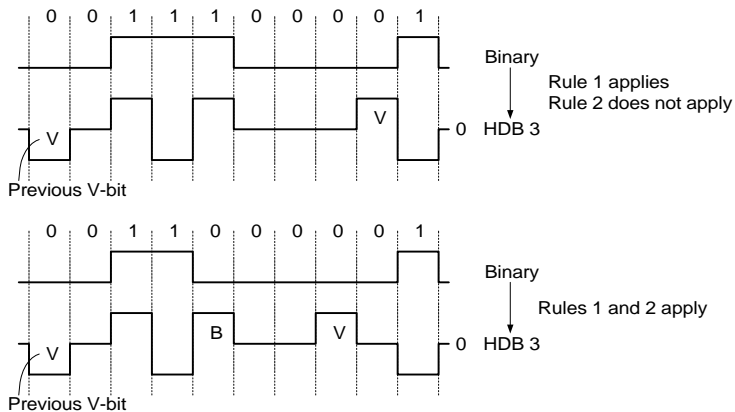 0 0 1 1 1 0 0 0 0 1
Binary
Rule 1 applies
Rule 2 does not apply
V
V
0 HDB 3
Previous V-bit
0 0 1 1 0 0 0 0 0 1
Binary
Rules 1 and 2 apply
B
V
V
0 HDB 3
Previous V-bit